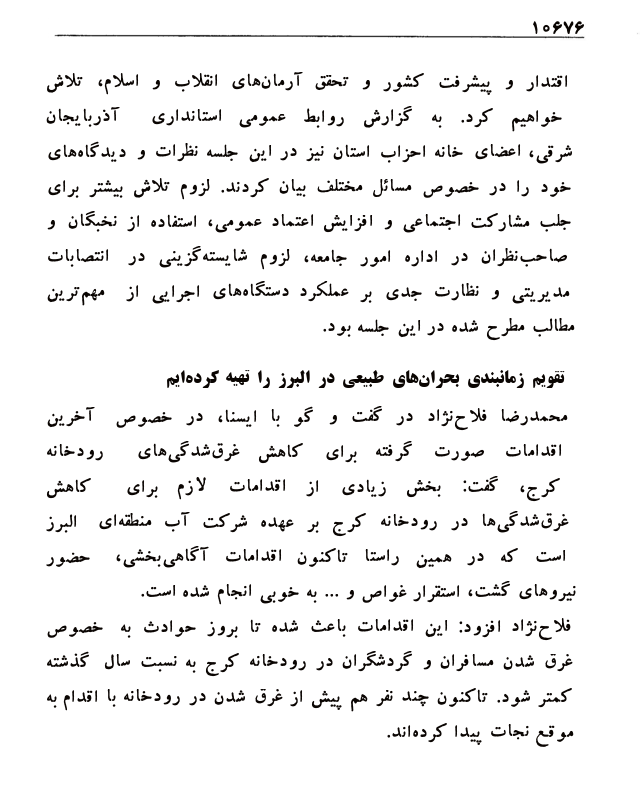 ۱۰۶۷۶
اقتدار و پیشرفت کشور و تحقق آرمان‌های انقلاب و اسلام، تلاش
خواهیم کرد. به گزارش روابط عمومی استانداری آذربایجان
شرقی، اعضای خانه احزاب استان نیز در این جلسه نظرات و دیدگاه‌های
خود را در خصوص مسائل مختلف بیان کردند. لزوم تلاش بیشتر برای
جلب مشارکت اجتماعی و افزایش اعتماد عمومی، استفاده از نخبگان و
صاحب‌نظران در اداره امور جامعه، لزوم شایسته‌گزینی در انتصابات
مدیریتی و نظارت جدی بر عملکرد دستگاه‌های اجرایی از مهم‌ترین
مطالب مطرح شده در این جلسه بود.
تقویم زمانبندی بحران‌های طبیعی در البرز را تهیه کرده‌ایم
محمدرضا فلاح‌نژاد در گفت و گو با ایسنا، در خصوص آخرین
اقدامات صورت گرفته برای کاهش غرق‌شدگی‌های رودخانه
کرج، گفت: بخش زیادی از اقدامات لازم برای کاهش
غرق‌شدگی‌ها در رودخانه کرج بر عهده شرکت آب منطقه‌ای البرز
است که در همین راستا تاکنون اقدامات آگاهی‌بخشی، حضور
نیروهای گشت، استقرار غواص و ... به خوبی انجام شده است.
فلاح‌نژاد افزود: این اقدامات باعث شده تا بروز حوادث به خصوص
غرق شدن مسافران و گردشگران در رودخانه کرج به نسبت سال گذشته
کمتر شود. تاکنون چند نفر هم پیش از غرق شدن در رودخانه با اقدام به
موقع نجات پیدا کرده‌اند.